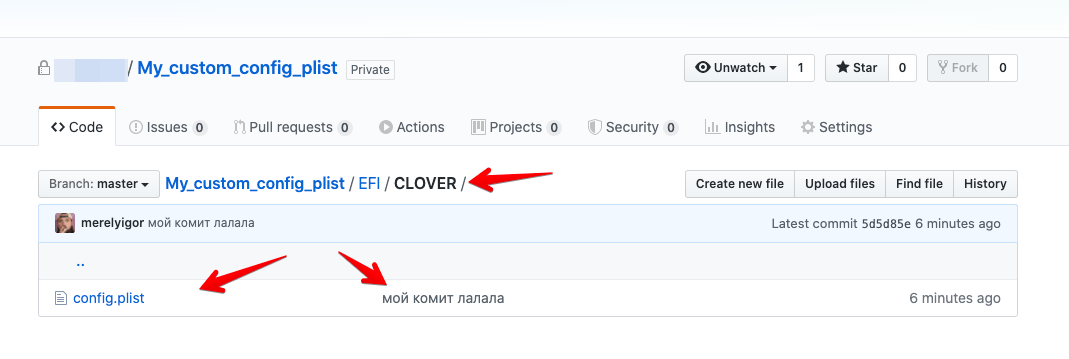 / My_custom_config_plist Private
Unwatch 1 Star 0 Fork 0
Code Issues 0 Pull requests 0 Actions Projects 0 Security 0 Insights Settings
Branch: master My_custom_config_plist / EFI / CLOVER / Create new file Upload files Find file History
merelyigor мой комит лалала Latest commit 5d5d85e 6 minutes ago
..
config.plist мой комит лалала 6 minutes ago